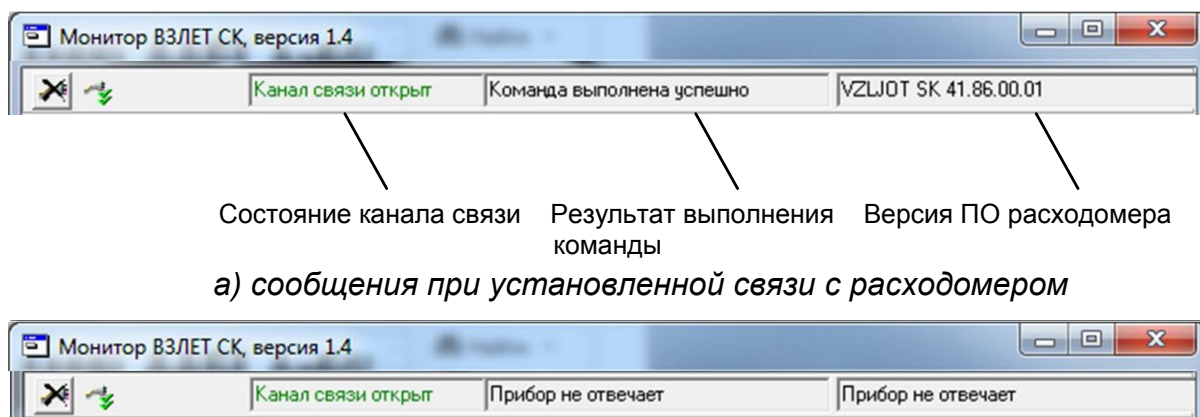 Монитор ВЗЛЕТ СК, версия 1.4
Канал связи открыт Команда выполнена успешно VZLJOT SK 41.86.00.01
Состояние канала связи Результат выполнения команды Версия ПО расходомера
а) сообщения при установленной связи с расходомером
Монитор ВЗЛЕТ СК, версия 1.4
Канал связи открыт Прибор не отвечает Прибор не отвечает